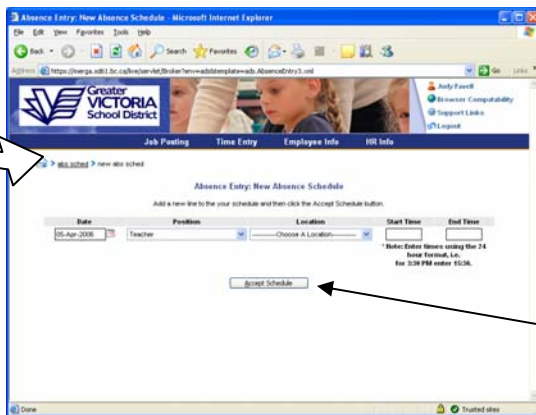 Absence Entry: New Absence Schedule - Microsoft Internet Explorer
File Edit View Favorites Tools Help
Back Search Favorites
Address Go Links
Greater
VICTORIA
School District
Judy Favell
Browser Computability
Support Links
Logout
Job Posting Time Entry Employee Info HR Info
> abs sched > new abs sched
Absence Entry: New Absence Schedule
Add a new line to the your schedule and then click the Accept Schedule button.
Date Position Location Start Time End Time
05-Apr-2006 Teacher ----------Choose A Location----------
* Note: Enter times using the 24
hour format, i.e.
for 3:30 PM enter 15:30.
Accept Schedule
Done Trusted sites